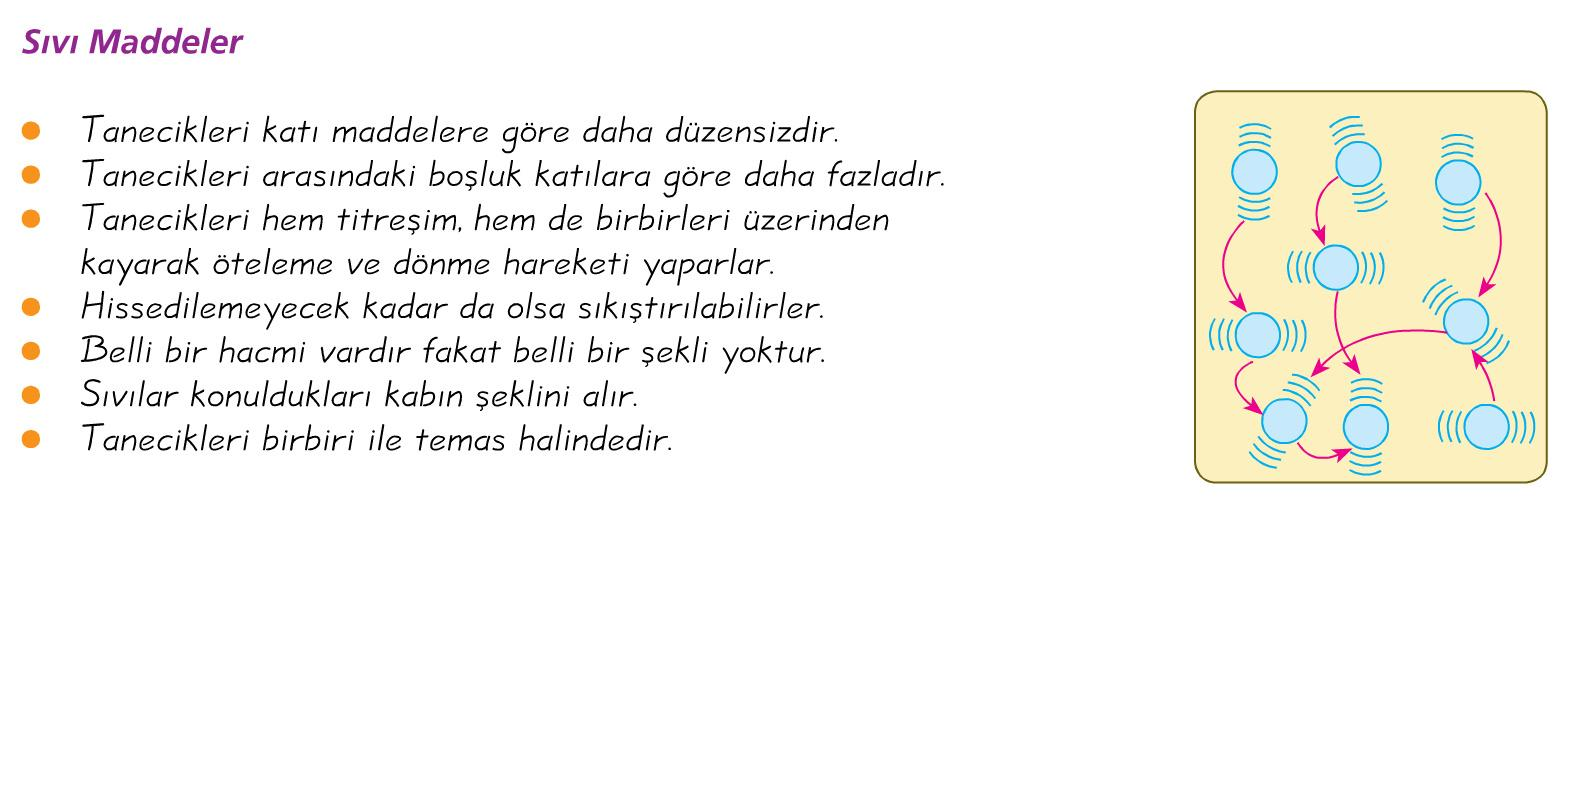 Sıvı Maddeler
● Tanecikleri katı maddelere göre daha düzensizdir.
● Tanecikleri arasındaki boşluk katılara göre daha fazladır.
● Tanecikleri hem titreşim, hem de birbirleri üzerinden
kayarak öteleme ve dönme hareketi yaparlar.
● Hissedilemeyecek kadar da olsa sıkıştırılabilirler.
● Belli bir hacmi vardır fakat belli bir şekli yoktur.
● Sıvılar konuldukları kabın şeklini alır.
● Tanecikleri birbiri ile temas halindedir.